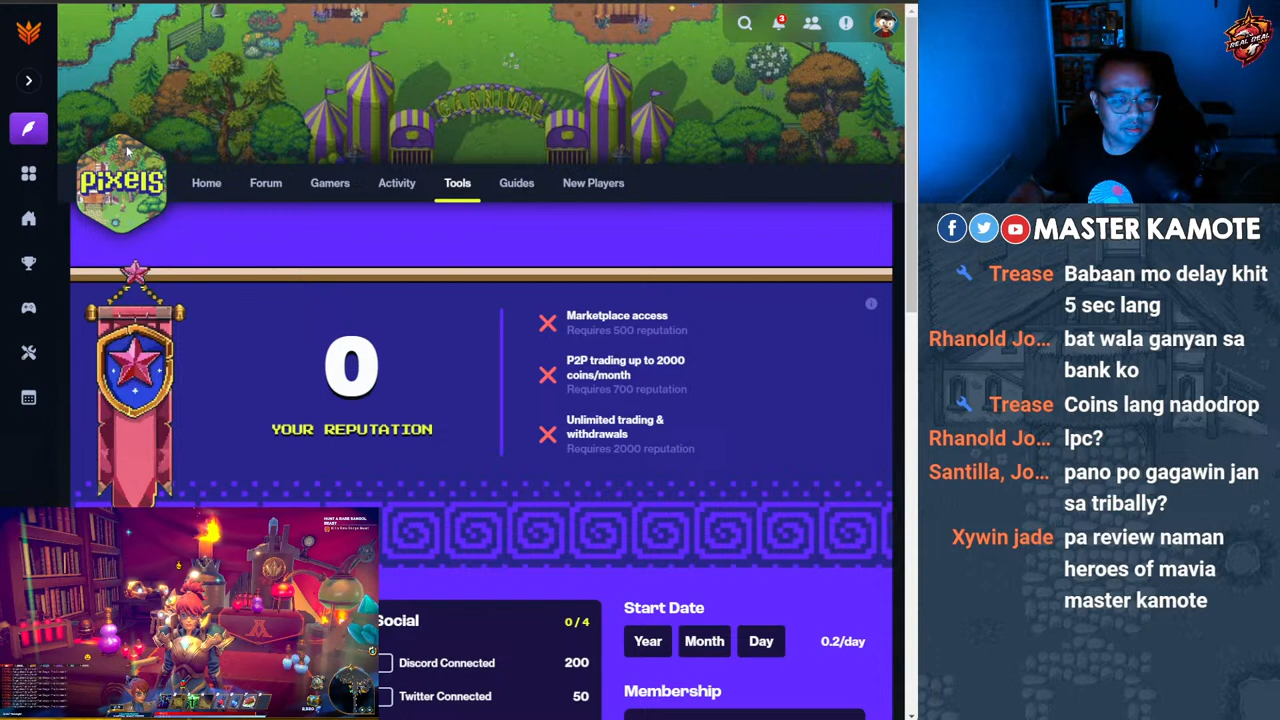 CARNIVAL
3
pixels
Home Forum Gamers Activity Tools Guides New Players
0
YOUR REPUTATION
Marketplace access
Requires 500 reputation
P2P trading up to 2000
coins/month
Requires 700 reputation
Unlimited trading &
withdrawals
Requires 2000 reputation
Social 0 / 4
Discord Connected 200
Twitter Connected 50
Start Date
Year Month Day 0.2/day
Membership
REAL DEAL
MASTER KAMOTE
Trease Babaan mo delay khit
5 sec lang
Rhanold Jo... bat wala ganyan sa
bank ko
Trease Coins lang nadodrop
Rhanold Jo... lpc?
Santilla, Jo... pano po gagawin jan
sa tribally?
Xywin jade pa review naman
heroes of mavia
master kamote